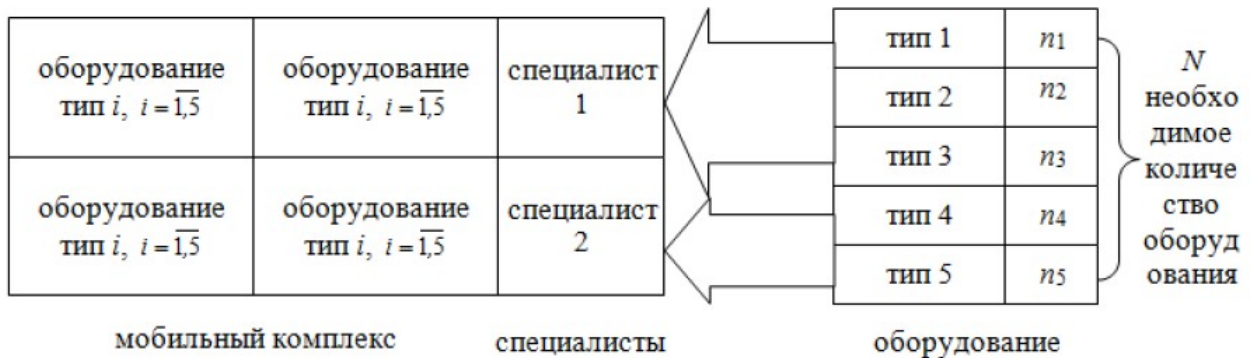 оборудование
тип i, i = 1,5
оборудование
тип i, i = 1,5
специалист
1
оборудование
тип i, i = 1,5
оборудование
тип i, i = 1,5
специалист
2
мобильный комплекс
специалисты
тип 1
n1
тип 2
n2
тип 3
n3
тип 4
n4
тип 5
n5
оборудование
N
необхо
димое
количе
ство
оборуд
ования